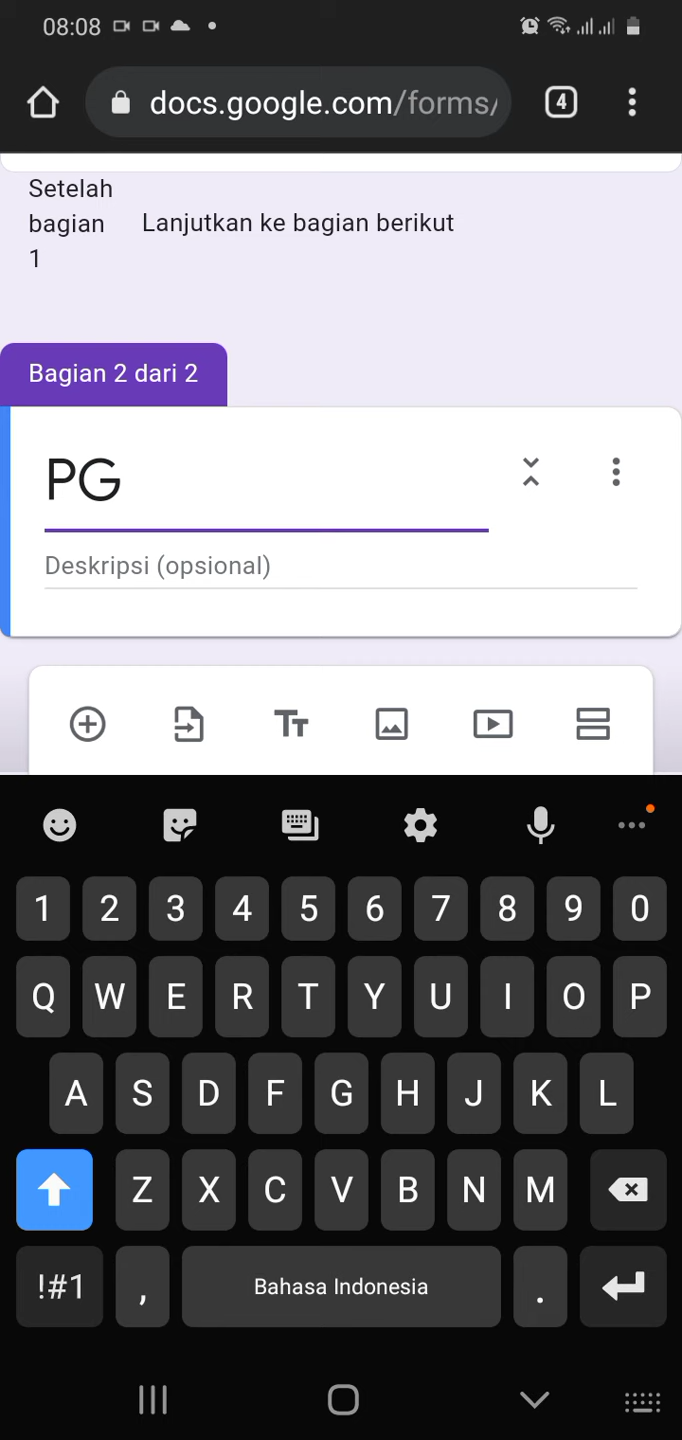 08:08
docs.google.com/forms/
4
Setelah
bagian
1
Lanjutkan ke bagian berikut
Bagian 2 dari 2
PG
Deskripsi (opsional)
1 2 3 4 5 6 7 8 9 0
Q W E R T Y U I O P
A S D F G H J K L
Z X C V B N M
!#1 , Bahasa Indonesia .